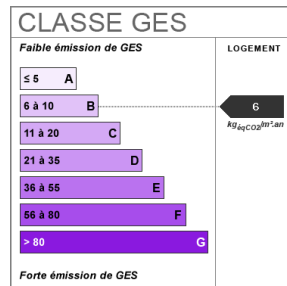 CLASSE GES
Faible émission de GES
LOGEMENT
≤ 5 A
6 à 10 B
6
kgéqCO2/m².an
11 à 20 C
21 à 35 D
36 à 55 E
56 à 80 F
> 80 G
Forte émission de GES